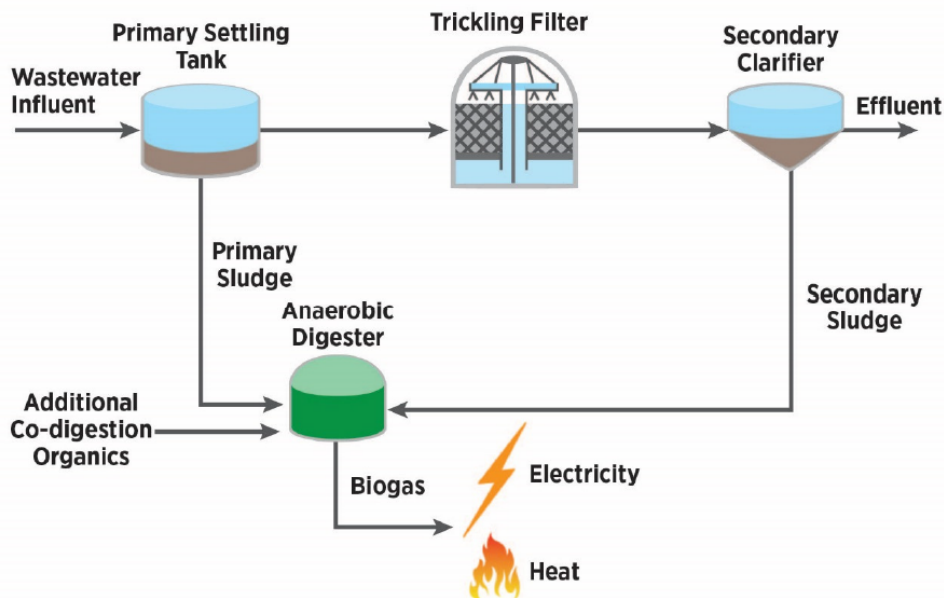 Primary Settling
Tank
Trickling Filter
Secondary
Clarifier
Wastewater
Influent
Effluent
Primary
Sludge
Secondary
Sludge
Anaerobic
Digester
Additional
Co-digestion
Organics
Biogas
Electricity
Heat